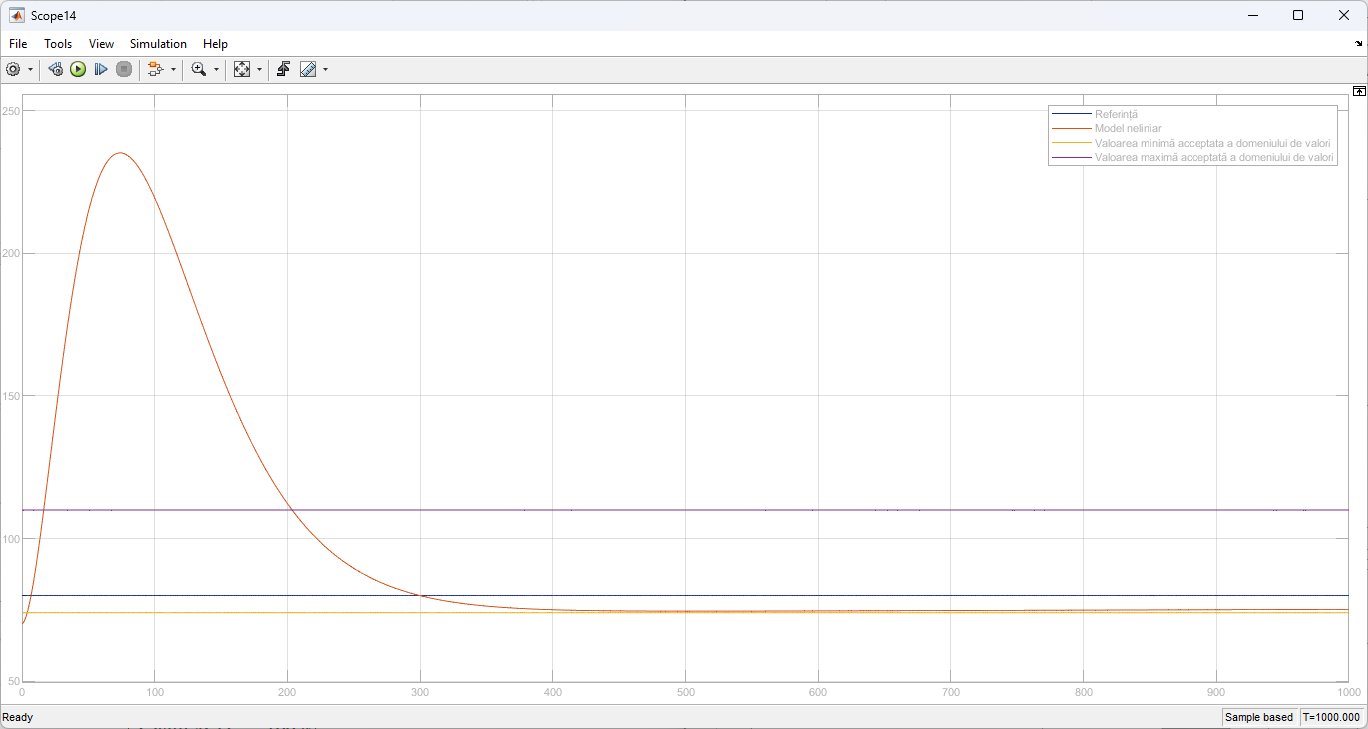 Scope14
File Tools View Simulation Help
250
200
150
100
50
0 100 200 300 400 500 600 700 800 900 1000
Referință
Model neliniar
Valoarea minimă acceptata a domeniului de valori
Valoarea maximă acceptată a domeniului de valori
Ready
Sample based T=1000.000